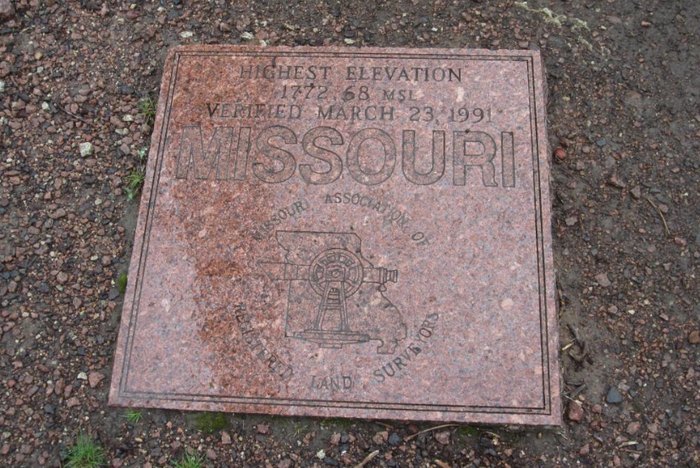 HIGHEST ELEVATION
1772.68 MSL
VERIFIED MARCH 23, 1991
MISSOURI
MISSOURI ASSOCIATION OF
REGISTERED LAND SURVEYORS